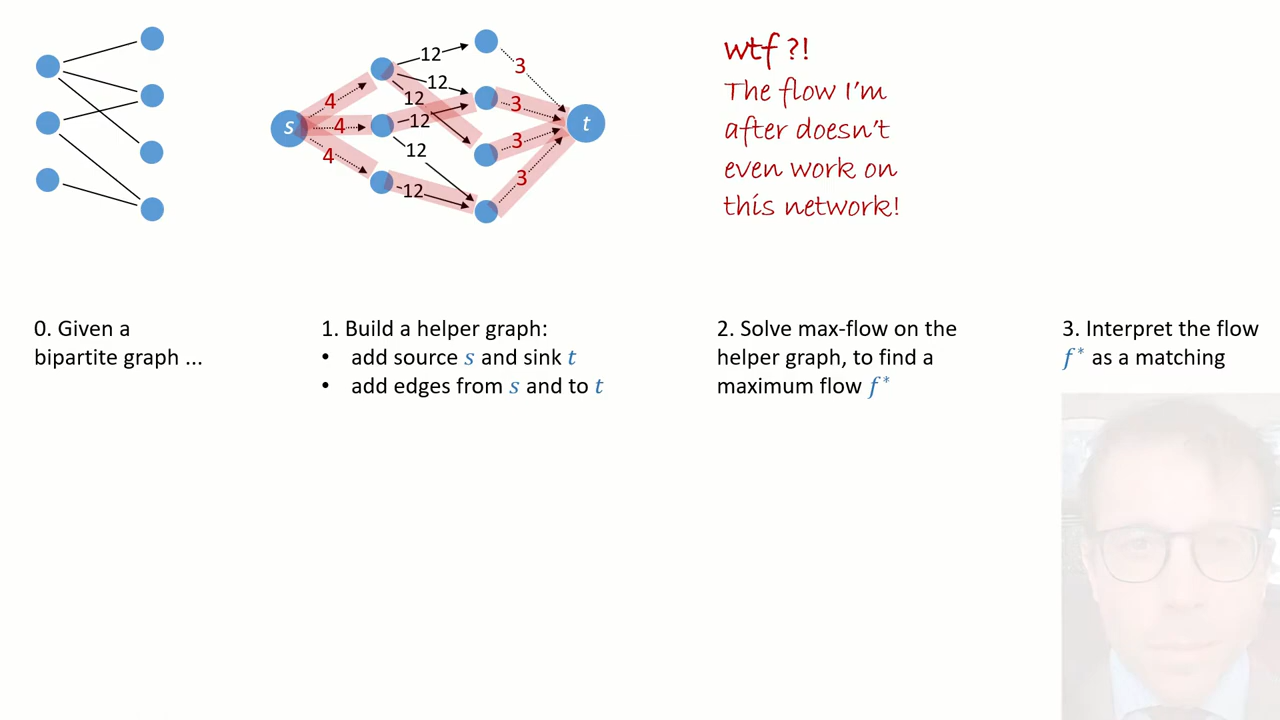 12
3
12
wtf ?!
The flow I'm
4
12
3
after doesn't
s
4
12
t
even work on
4
12
3
this network!
12
3
0. Given a
bipartite graph ...
1. Build a helper graph:
• add source s and sink t
• add edges from s and to t
2. Solve max-flow on the
helper graph, to find a
maximum flow f*
3. Interpret the flow
f* as a matching